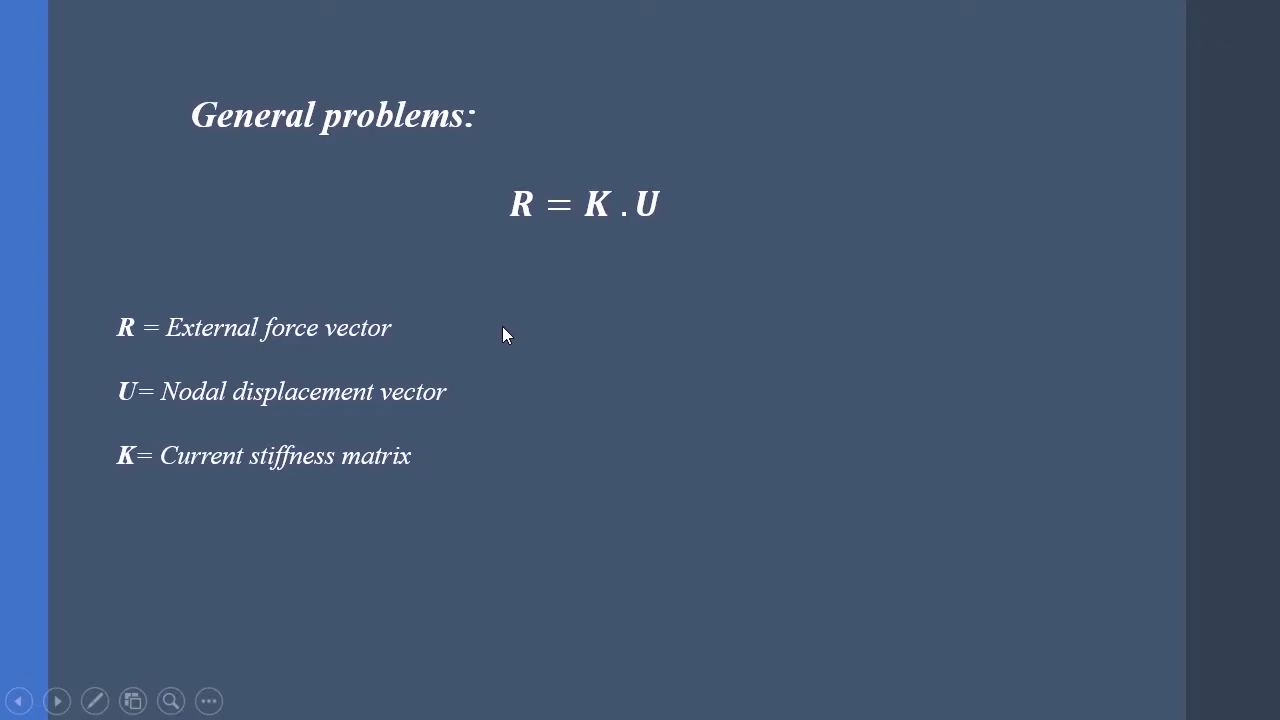 General problems:
R = K . U
R = External force vector
U= Nodal displacement vector
K= Current stiffness matrix